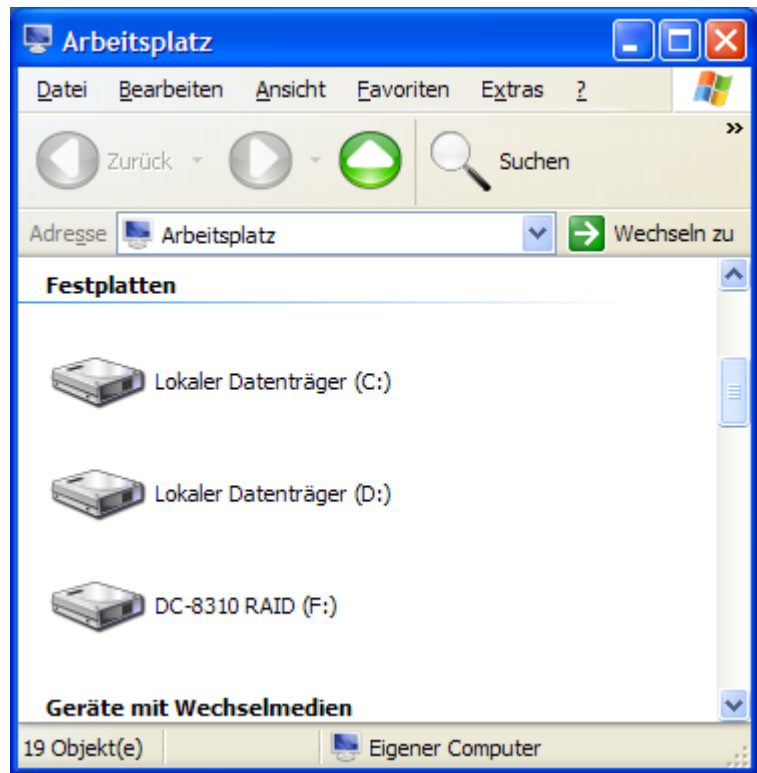 Arbeitsplatz
Datei Bearbeiten Ansicht Favoriten Extras ?
Zurück Suchen »
Adresse Arbeitsplatz Wechseln zu
Festplatten
Lokaler Datenträger (C:)
Lokaler Datenträger (D:)
DC-8310 RAID (F:)
Geräte mit Wechselmedien
19 Objekt(e) Eigener Computer